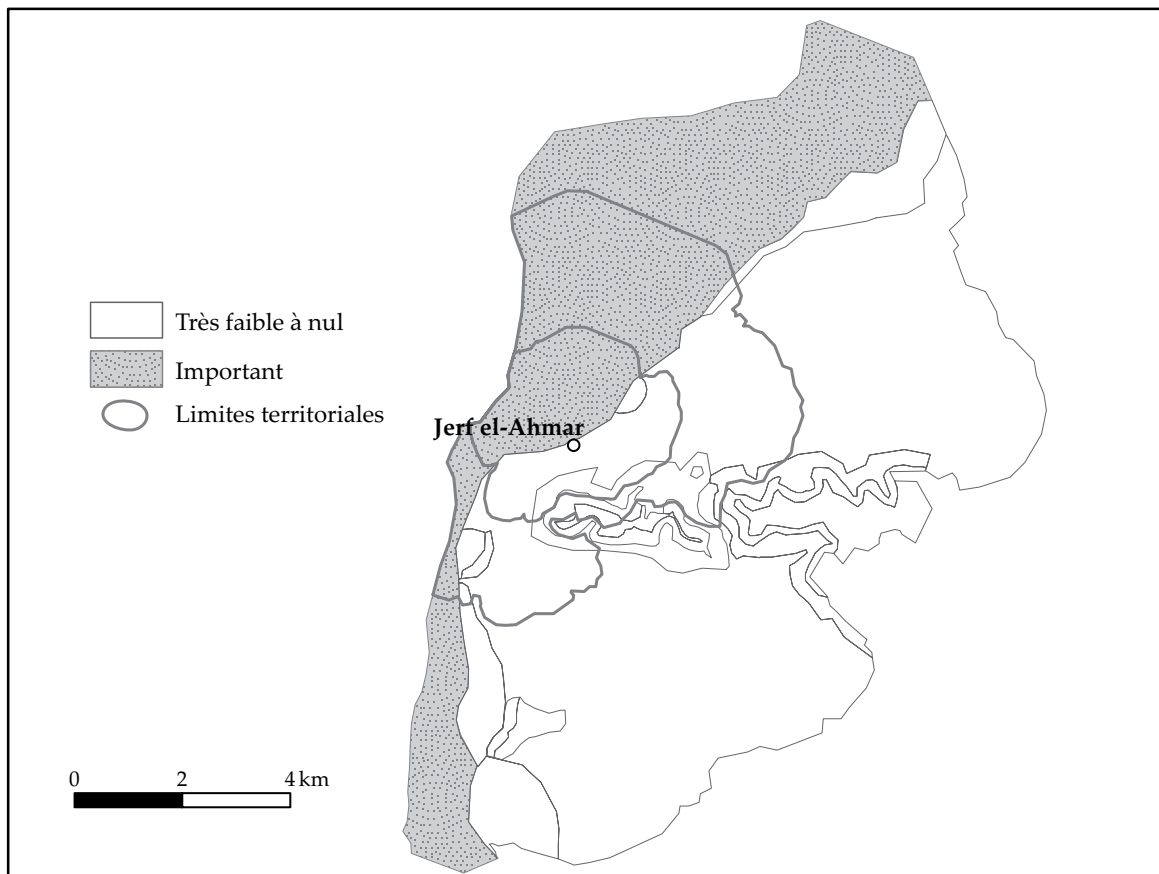 Très faible à nul
Important
Limites territoriales
Jerf el-Ahmar
0 2 4 km